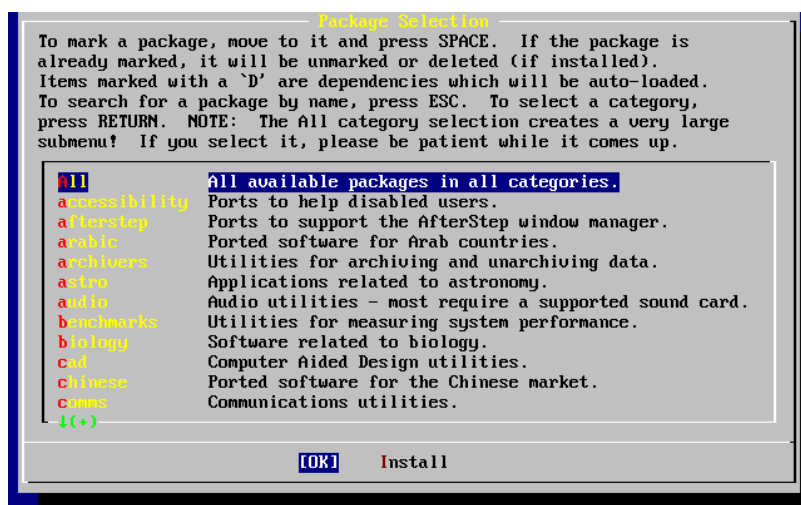 Package Selection
To mark a package, move to it and press SPACE. If the package is
already marked, it will be unmarked or deleted (if installed).
Items marked with a `D' are dependencies which will be auto-loaded.
To search for a package by name, press ESC. To select a category,
press RETURN. NOTE: The All category selection creates a very large
submenu! If you select it, please be patient while it comes up.
All All available packages in all categories.
accessibility Ports to help disabled users.
afterstep Ports to support the AfterStep window manager.
arabic Ported software for Arab countries.
archivers Utilities for archiving and unarchiving data.
astro Applications related to astronomy.
audio Audio utilities - most require a supported sound card.
benchmarks Utilities for measuring system performance.
biology Software related to biology.
cad Computer Aided Design utilities.
chinese Ported software for the Chinese market.
comms Communications utilities.
↓(+)
[OK] Install